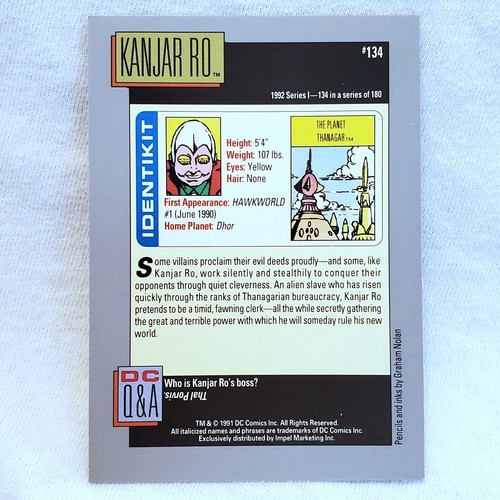 KANJAR RO™
#134
1992 Series I—134 in a series of 180
IDENTIKIT
Height: 5'4"
Weight: 107 lbs.
Eyes: Yellow
Hair: None
First Appearance: HAWKWORLD
#1 (June 1990)
Home Planet: Dhor
THE PLANET
THANAGAR™
Some villains proclaim their evil deeds proudly—and some, like
Kanjar Ro, work silently and stealthily to conquer their
opponents through quiet cleverness. An alien slave who has risen
quickly through the ranks of Thanagarian bureaucracy, Kanjar Ro
pretends to be a timid, fawning clerk—all the while secretly gathering
the great and terrible power with which he will someday rule his new
world.
DC
Q&A
Who is Kanjar Ro's boss?
Thal Porvis.
TM & © 1991 DC Comics Inc. All Rights Reserved.
All italicized names and phrases are trademarks of DC Comics Inc.
Exclusively distributed by Impel Marketing Inc.
Pencils and inks by Graham Nolan